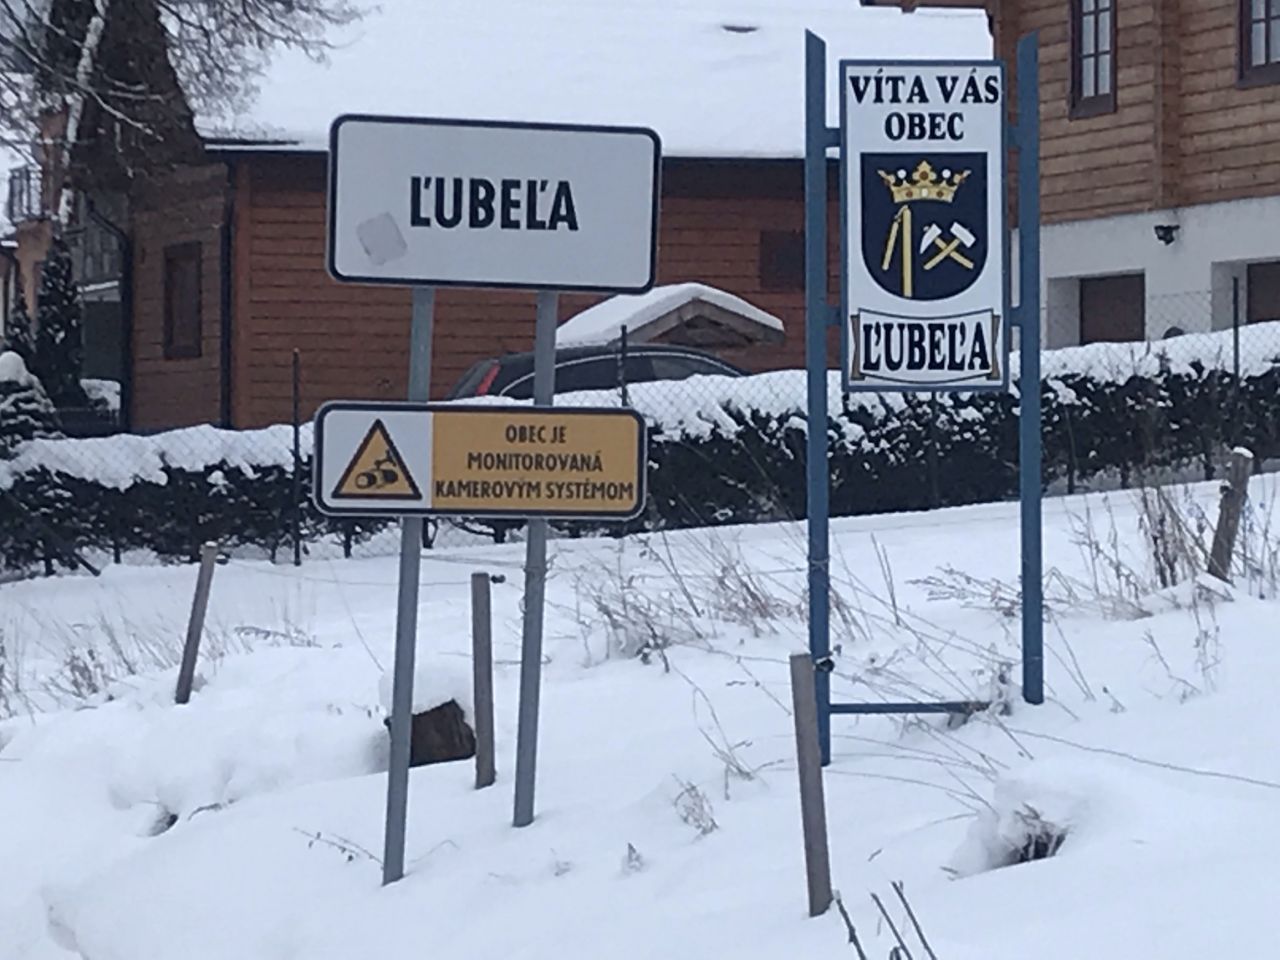 ĽUBEĽA
OBEC JE
MONITOROVANÁ
KAMEROVÝM SYSTÉMOM
VÍTA VÁS
OBEC
ĽUBEĽA